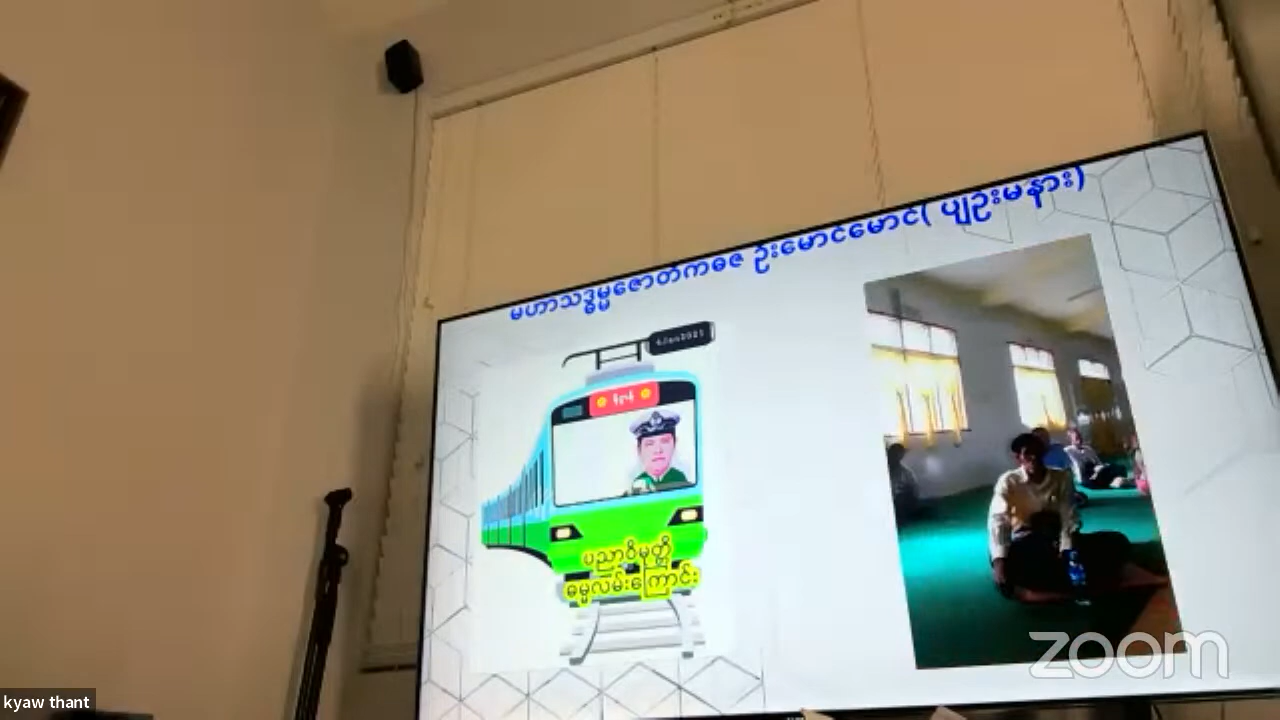 မဟာသဒ္ဓမ္မဇောတိကဓဇ ဦးမောင်မောင်( ပျဉ်းမနား)
ပညာဝိမုတ္တိ
ဓမ္မလမ်းကြောင်း
zoom
kyaw thant